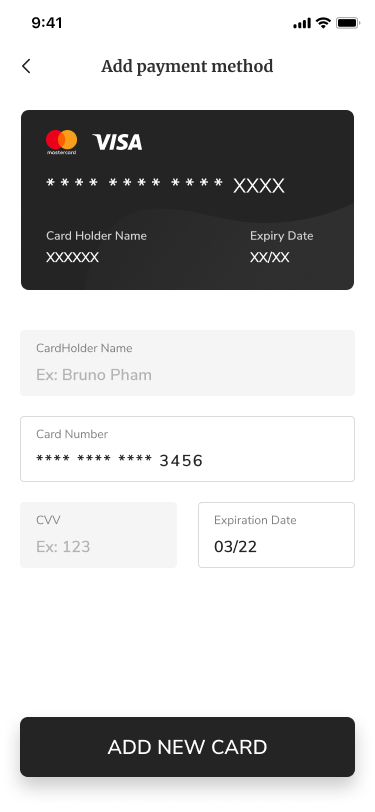 9:41
Add payment method
mastercard VISA
* * * * * * * * * * * * XXXX
Card Holder Name Expiry Date
XXXXXX XX/XX
CardHolder Name
Ex: Bruno Pham
Card Number
**** **** **** 3456
CVV Expiration Date
Ex: 123 03/22
ADD NEW CARD